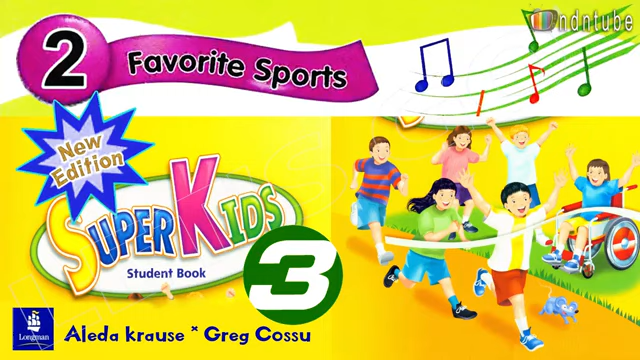 2
Favorite Sports
ndntube
New
Edition
SUPERKIDS
Student Book
3
Longman
Aleda krause * Greg Cossu